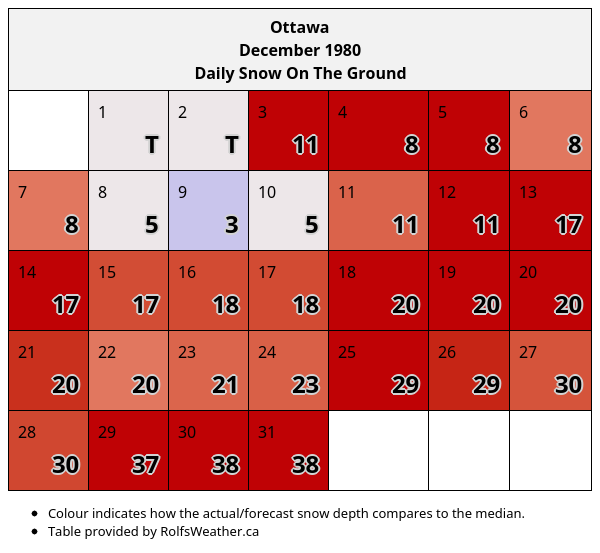 Ottawa
December 1980
Daily Snow On The Ground
1 2 3 4 5 6
T T 11 8 8 8
7 8 9 10 11 12 13
8 5 3 5 11 11 17
14 15 16 17 18 19 20
17 17 18 18 20 20 20
21 22 23 24 25 26 27
20 20 21 23 29 29 30
28 29 30 31
30 37 38 38
• Colour indicates how the actual/forecast snow depth compares to the median.
• Table provided by RolfsWeather.ca